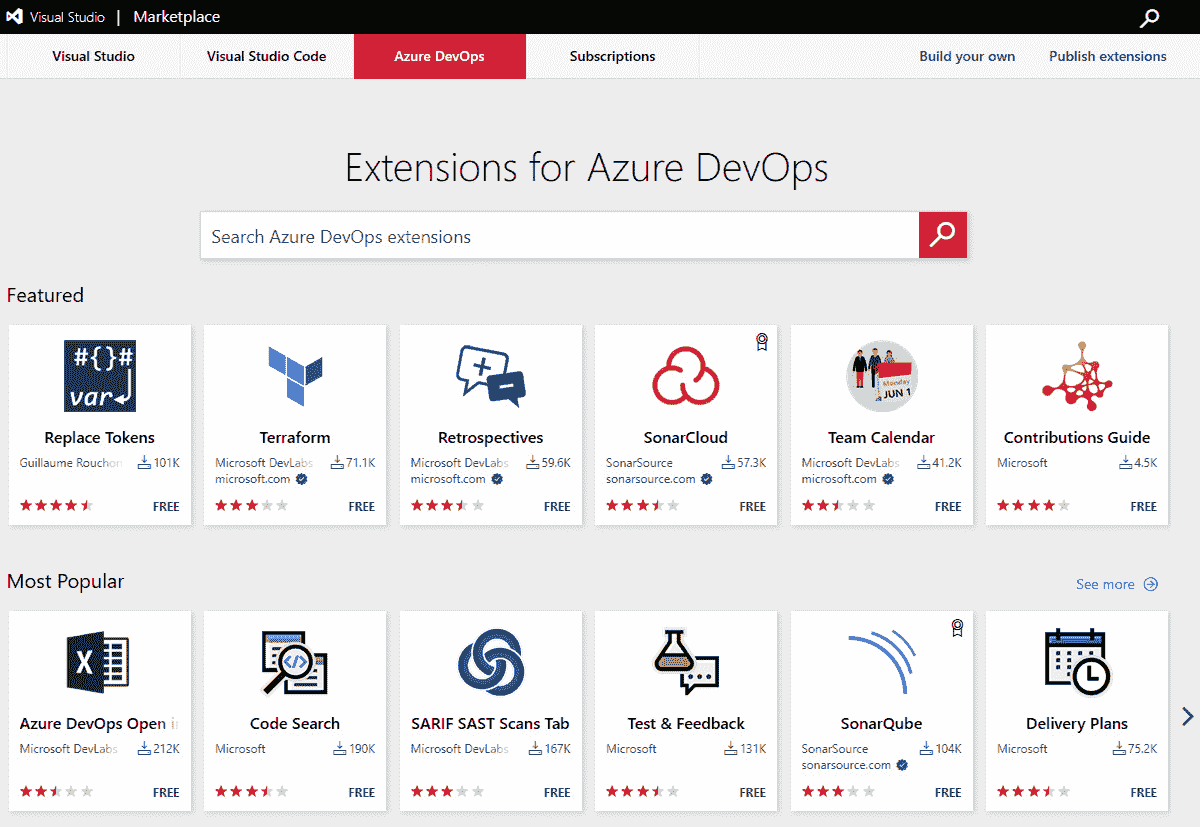 Visual Studio | Marketplace
Visual Studio Visual Studio Code Azure DevOps Subscriptions Build your own Publish extensions
Extensions for Azure DevOps
Search Azure DevOps extensions
Featured
#{}#
var
Monday
JUN 1
Replace Tokens Terraform Retrospectives SonarCloud Team Calendar Contributions Guide
Guillaume Rouchon 101K Microsoft DevLabs 71.1K Microsoft DevLabs 59.6K SonarSource 57.3K Microsoft DevLabs 41.2K Microsoft 4.5K
microsoft.com microsoft.com sonarsource.com microsoft.com
FREE FREE FREE FREE FREE FREE
Most Popular See more
X </>
Azure DevOps Open in Code Search SARIF SAST Scans Tab Test & Feedback SonarQube Delivery Plans
Microsoft DevLabs 212K Microsoft 190K Microsoft DevLabs 167K Microsoft 131K SonarSource 104K Microsoft 75.2K
sonarsource.com
FREE FREE FREE FREE FREE FREE